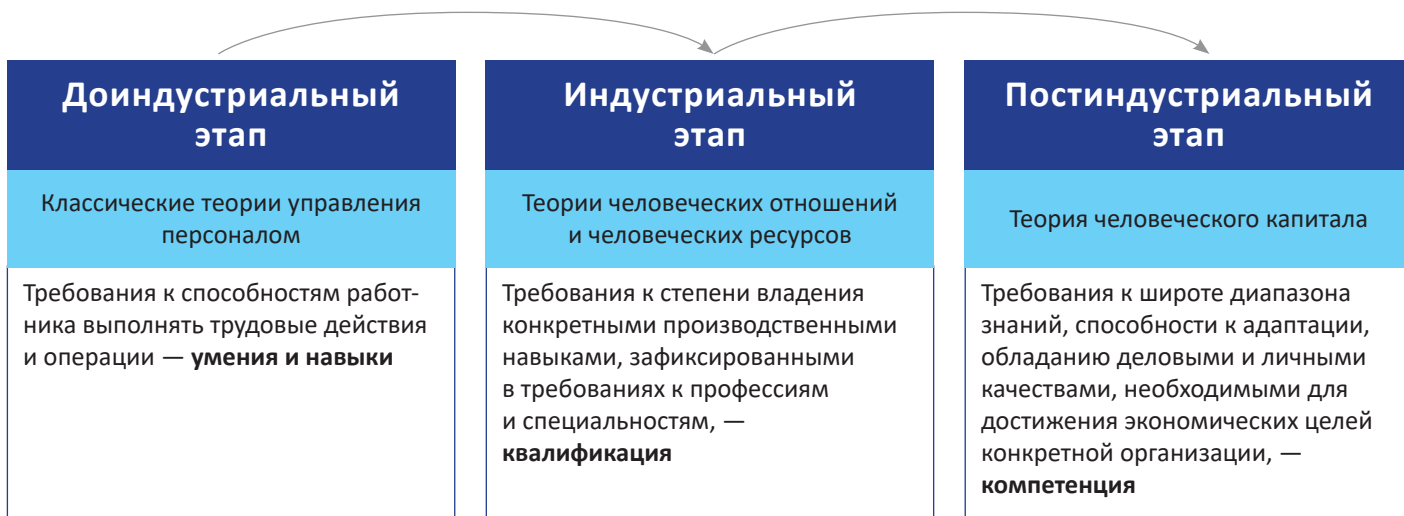 Доиндустриальный
этап
Классические теории управления
персоналом
Требования к способностям работ-
ника выполнять трудовые действия
и операции — умения и навыки
Индустриальный
этап
Теории человеческих отношений
и человеческих ресурсов
Требования к степени владения
конкретными производственными
навыками, зафиксированными
в требованиях к профессиям
и специальностям, —
квалификация
Постиндустриальный
этап
Теория человеческого капитала
Требования к широте диапазона
знаний, способности к адаптации,
обладанию деловыми и личными
качествами, необходимыми для
достижения экономических целей
конкретной организации, —
компетенция